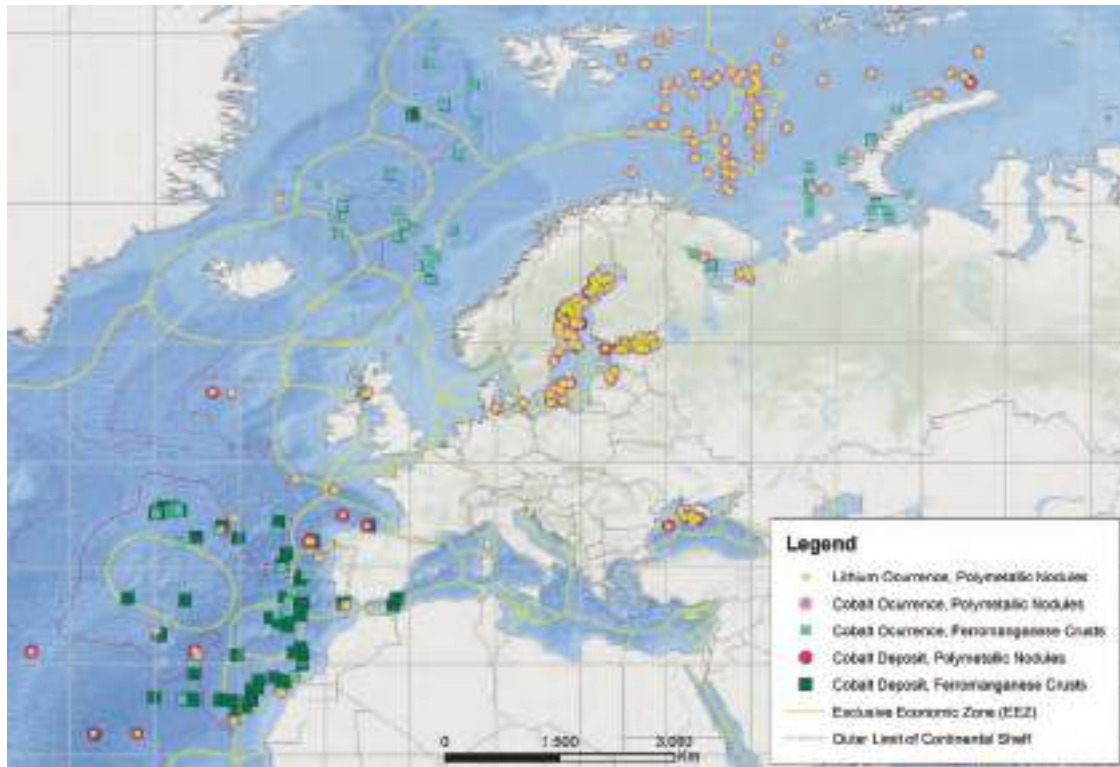 Legend
Lithium Ocurrence, Polymetallic Nodules
Cobalt Ocurrence, Polymetallic Nodules
Cobalt Ocurrence, Ferromanganese Crusts
Cobalt Deposit, Polymetallic Nodules
Cobalt Deposit, Ferromanganese Crusts
Exclusive Economic Zone (EEZ)
Outer Limit of Continental Shelf
0 1.500 3.000
Km